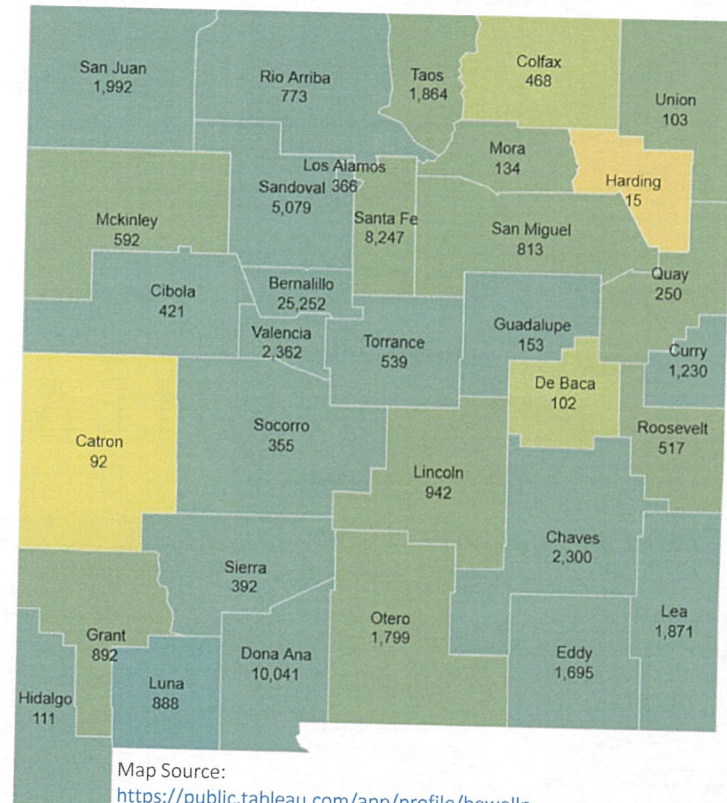 San Juan
1,992
Rio Arriba
773
Taos
1,864
Colfax
468
Union
103
Mora
134
Harding
15
Los Alamos
366
Sandoval
5,079
Santa Fe
8,247
San Miguel
813
Mckinley
592
Quay
250
Cibola
421
Bernalillo
25,252
Valencia
2,362
Torrance
539
Guadalupe
153
Curry
1,230
De Baca
102
Catron
92
Socorro
355
Lincoln
942
Roosevelt
517
Chaves
2,300
Sierra
392
Otero
1,799
Lea
1,871
Grant
892
Luna
888
Dona Ana
10,041
Eddy
1,695
Hidalgo
111
Map Source: